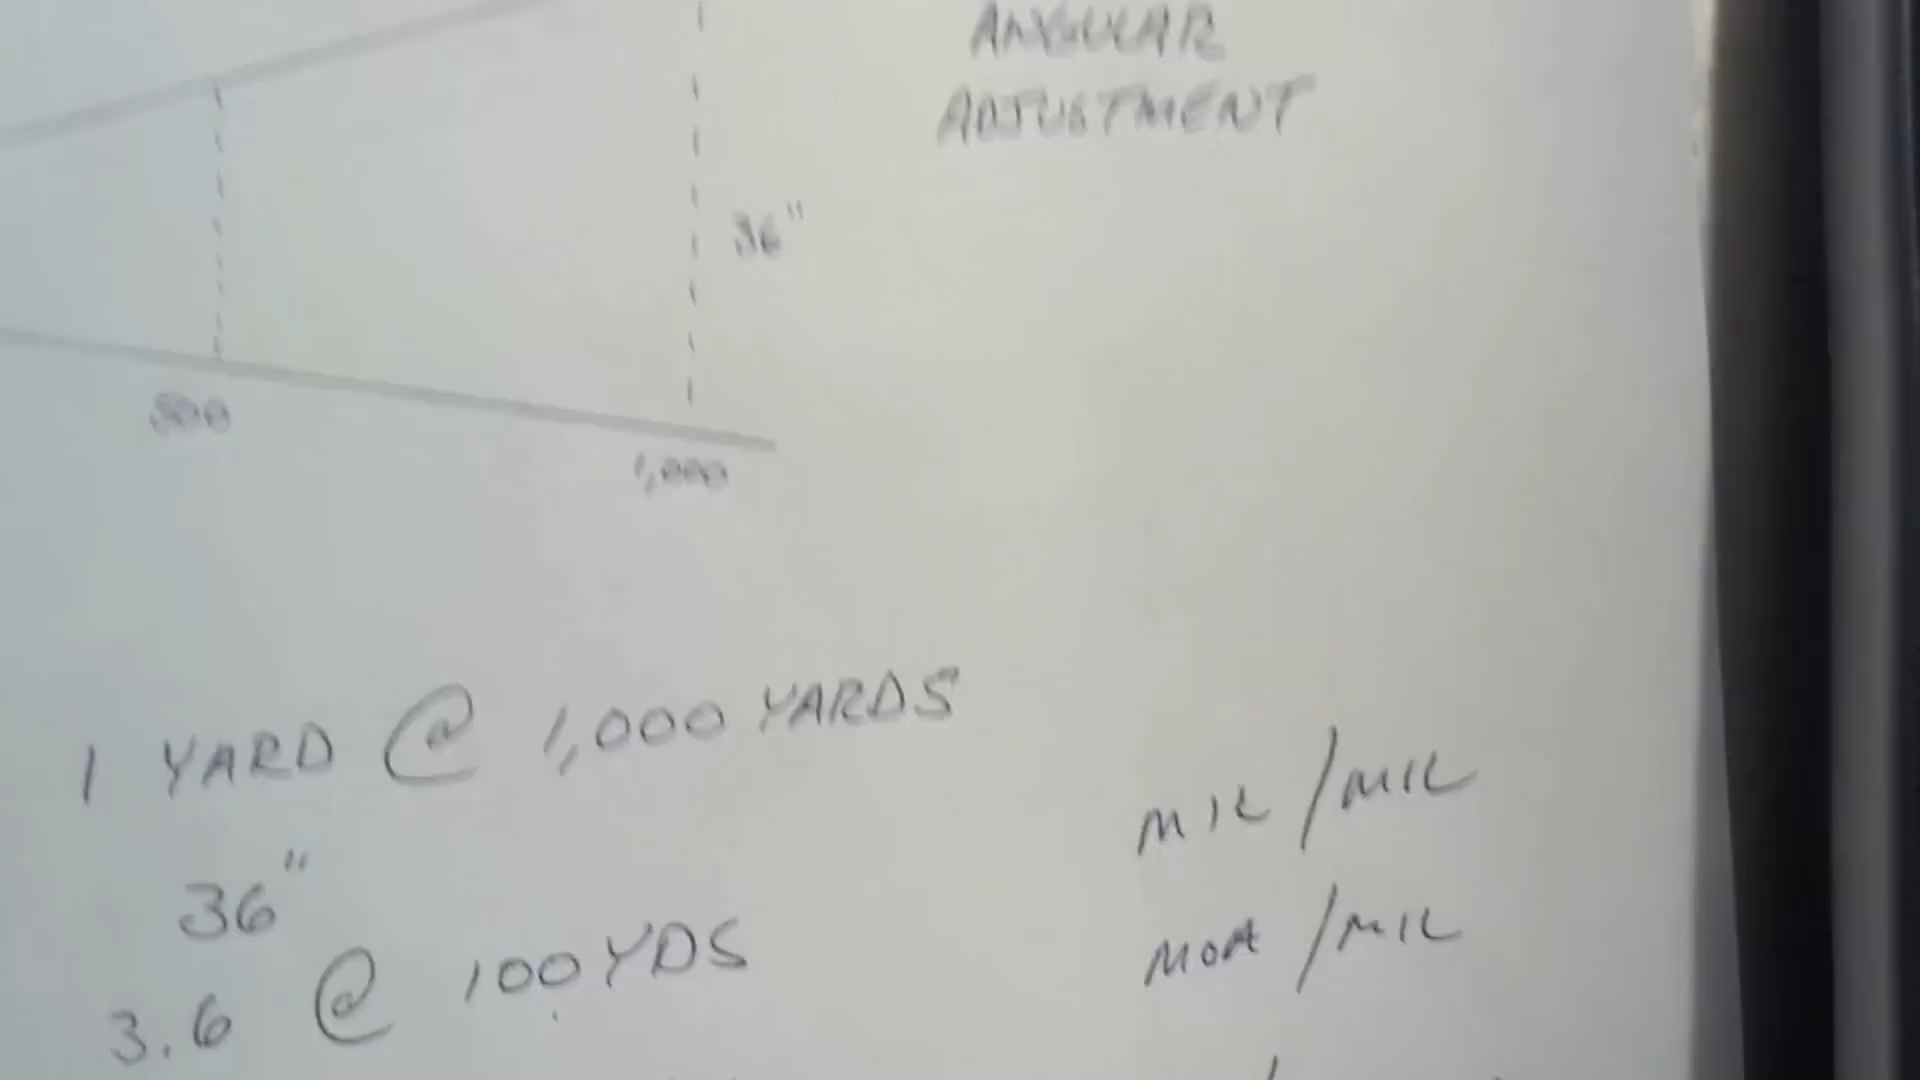 ANGULAR
ADJUSTMENT
36"
500
1,000
1 YARD @ 1,000 YARDS
36"
3.6 @ 100 YDS
MIL/MIL
MOA/MIL